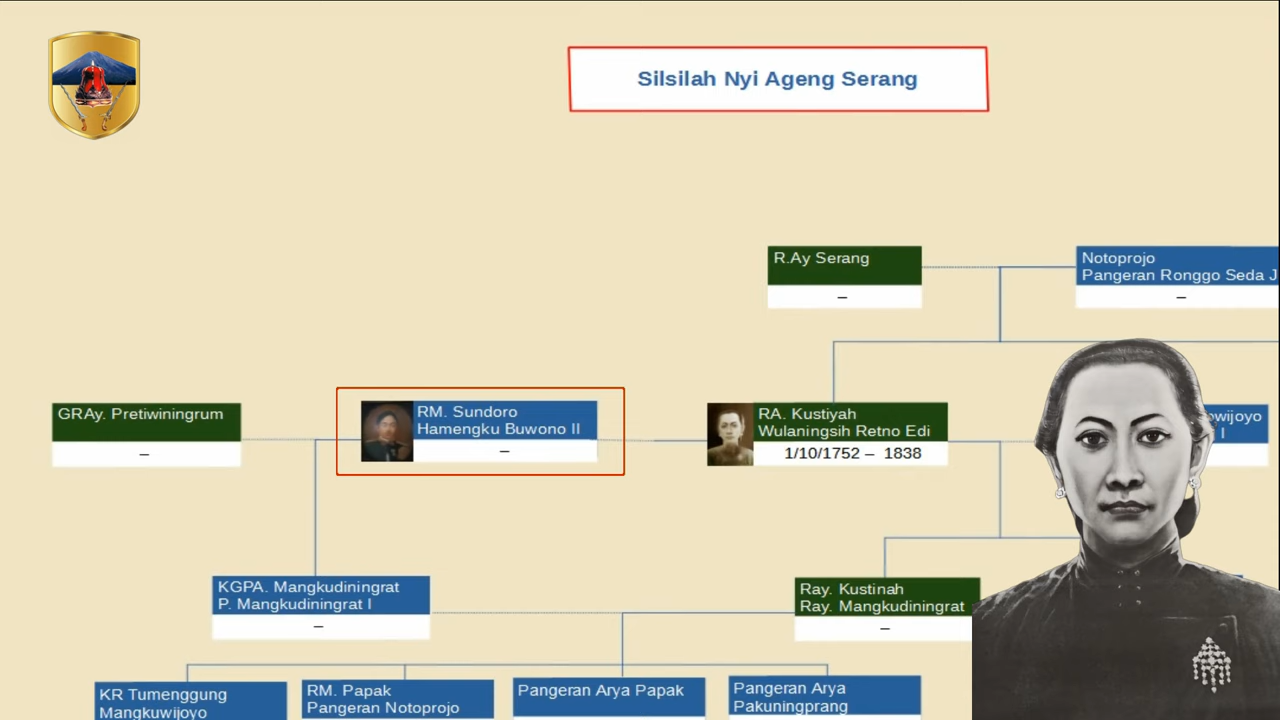 Silsilah Nyi Ageng Serang
R.Ay Serang
–
Notoprojo
Pangeran Ronggo Seda J
–
GRAy. Pretiwiningrum
–
RM. Sundoro
Hamengku Buwono II
–
RA. Kustiyah
Wulaningsih Retno Edi
1/10/1752 – 1838
KGPA. Mangkudiningrat
P. Mangkudiningrat I
–
Ray. Kustinah
Ray. Mangkudiningrat
–
KR Tumenggung
Mangkuwijoyo
RM. Papak
Pangeran Notoprojo
Pangeran Arya Papak
Pangeran Arya
Pakuningprang